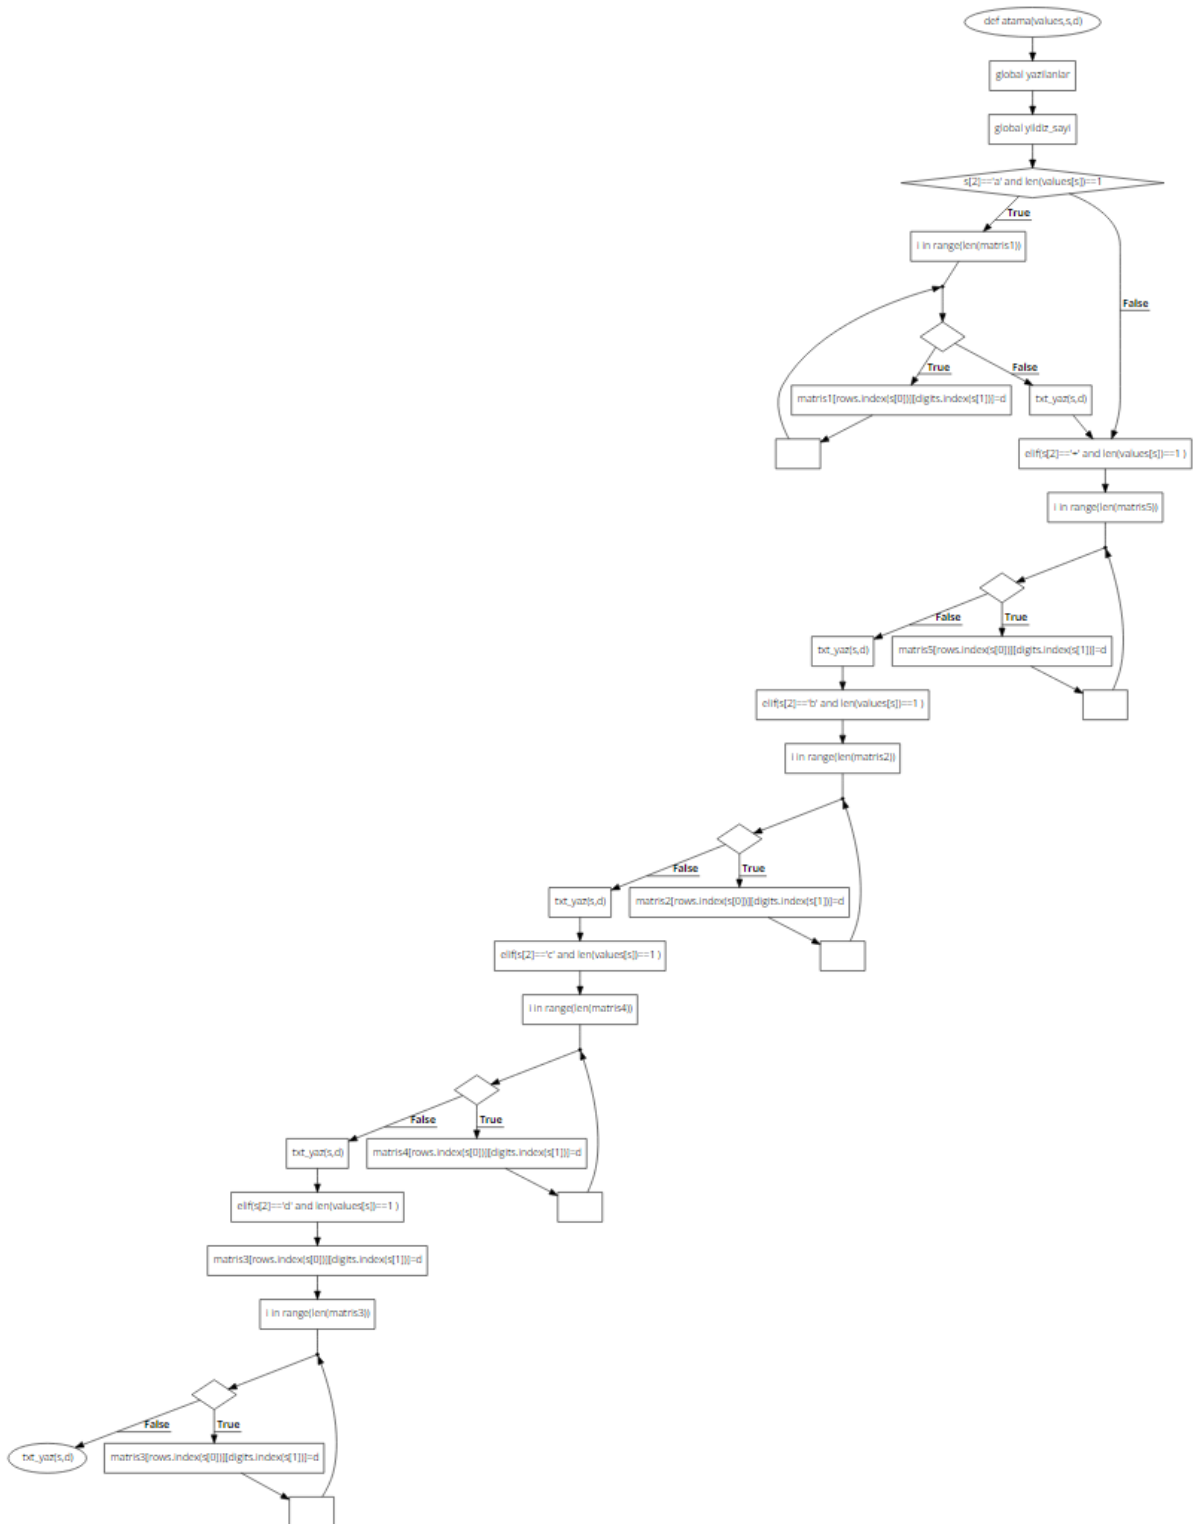 def atama(values,s,d)
global yazilanlar
global yildiz_sayi
s[2]=='a' and len(values[s])==1
True
i in range(len(matris1))
False
True
False
matris1[rows.index(s[0])][digits.index(s[1])]=d
txt_yaz(s,d)
elif(s[2]=='+' and len(values[s])==1 )
i in range(len(matris5))
False
True
txt_yaz(s,d)
matris5[rows.index(s[0])][digits.index(s[1])]=d
elif(s[2]=='b' and len(values[s])==1 )
i in range(len(matris2))
False
True
txt_yaz(s,d)
matris2[rows.index(s[0])][digits.index(s[1])]=d
elif(s[2]=='c' and len(values[s])==1 )
i in range(len(matris4))
False
True
txt_yaz(s,d)
matris4[rows.index(s[0])][digits.index(s[1])]=d
elif(s[2]=='d' and len(values[s])==1 )
matris3[rows.index(s[0])][digits.index(s[1])]=d
i in range(len(matris3))
False
True
txt_yaz(s,d)
matris3[rows.index(s[0])][digits.index(s[1])]=d